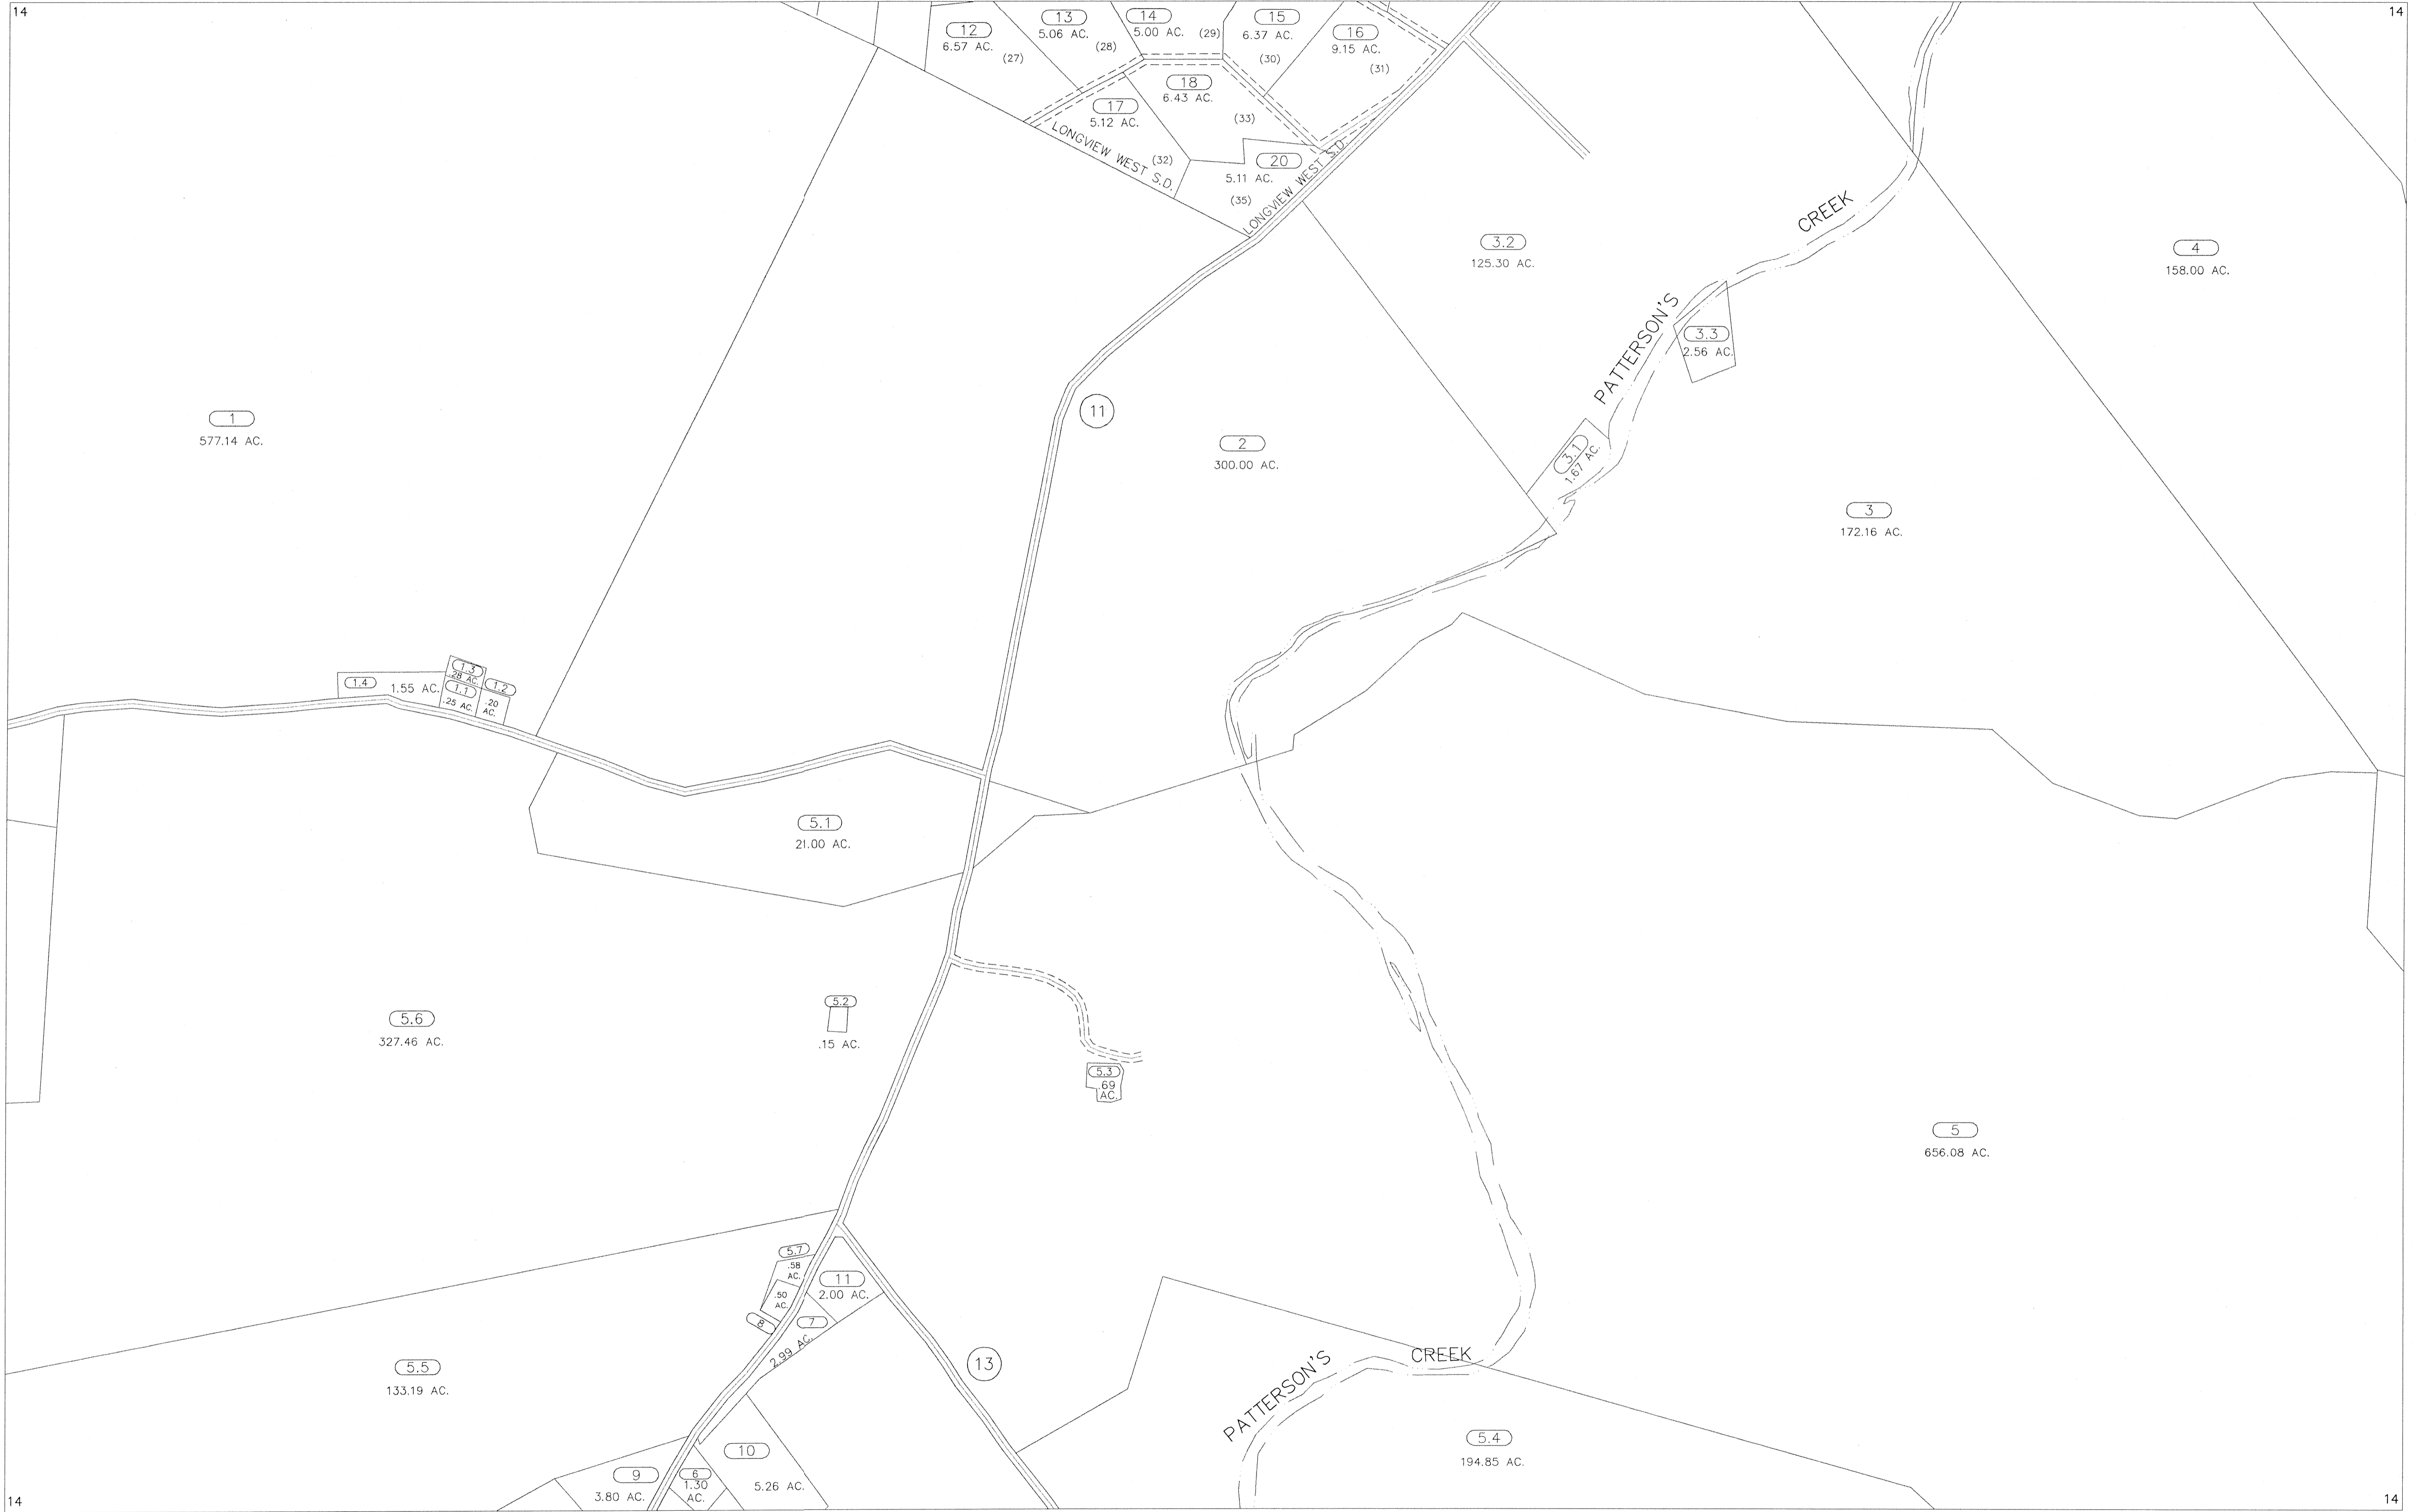 14
14
12
6.57 AC.
(27)
13
5.06 AC.
(28)
14
5.00 AC.
(29)
15
6.37 AC.
(30)
16
9.15 AC.
(31)
17
5.12 AC.
(32)
18
6.43 AC.
(33)
20
5.11 AC.
(35)
LONGVIEW WEST S.D.
LONGVIEW WEST S.D.
3.2
125.30 AC.
CREEK
4
158.00 AC.
PATTERSON'S
3.3
2.56 AC.
1
577.14 AC.
11
2
300.00 AC.
3.1
1.67 AC.
3
172.16 AC.
1.4
1.55 AC.
1.3
.28 AC.
1.1
.25 AC.
1.2
.20
AC.
5.1
21.00 AC.
5.6
327.46 AC.
5.2
.15 AC.
5.3
.69
AC.
5
656.08 AC.
5.7
.58
AC.
.50
AC.
8
11
2.00 AC.
7
2.99 AC.
5.5
133.19 AC.
13
PATTERSON'S
CREEK
5.4
194.85 AC.
10
5.26 AC.
9
3.80 AC.
6
1.30
AC.
14
14